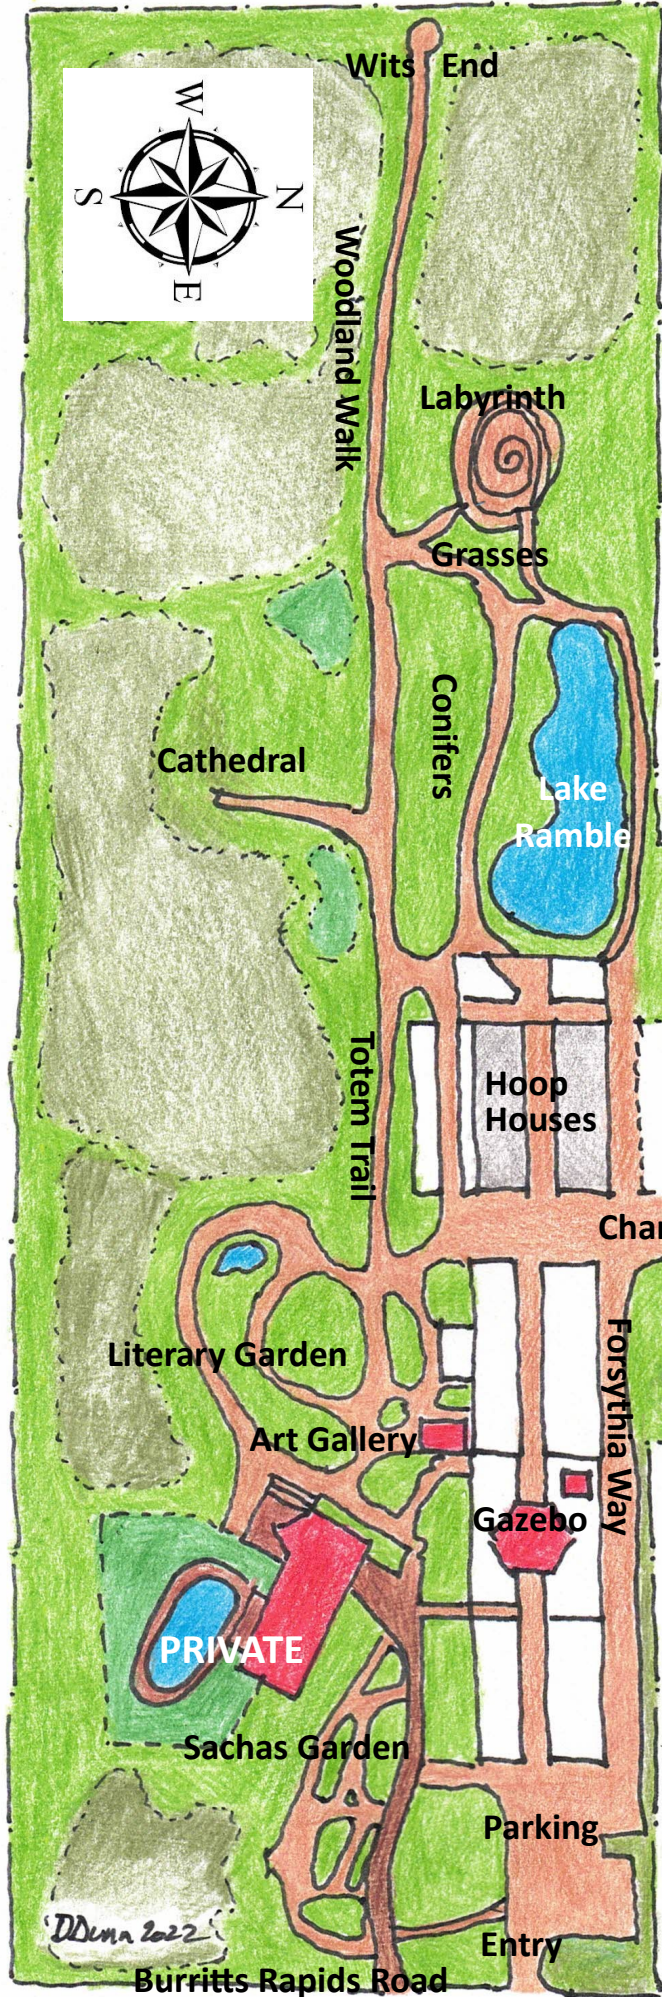 Wits End
W
S
N
E
Woodland Walk
Labyrinth
Grasses
Conifers
Cathedral
Lake
Ramble
Totem Trail
Hoop
Houses
Char
Forsythia Way
Literary Garden
Art Gallery
Gazebo
PRIVATE
Sachas Garden
Parking
DDunn 2022
Entry
Burritts Rapids Road